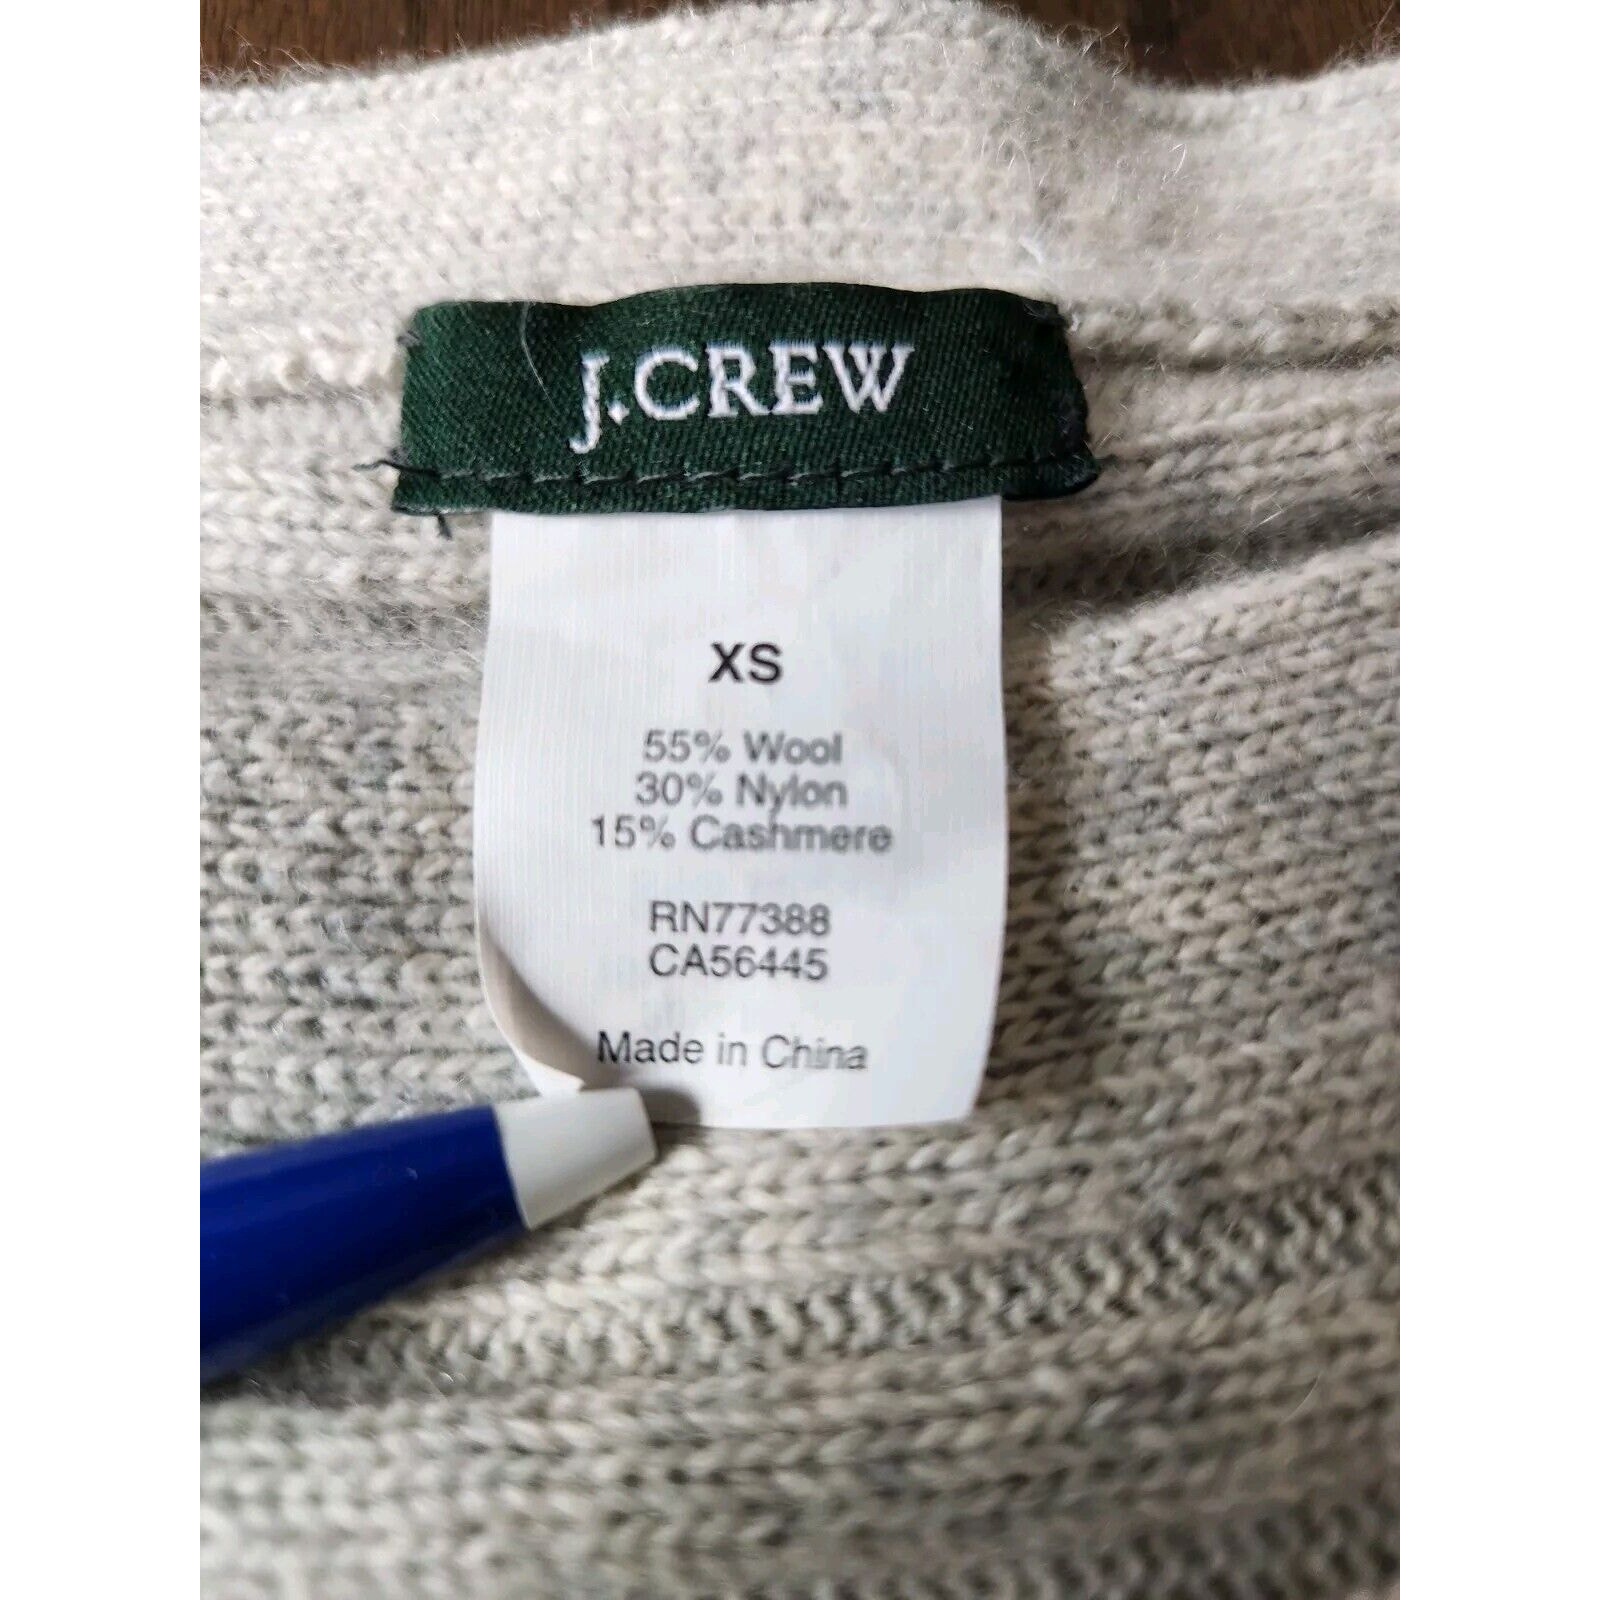 J.CREW
XS
55% Wool
30% Nylon
15% Cashmere
RN77388
CA56445
Made in China